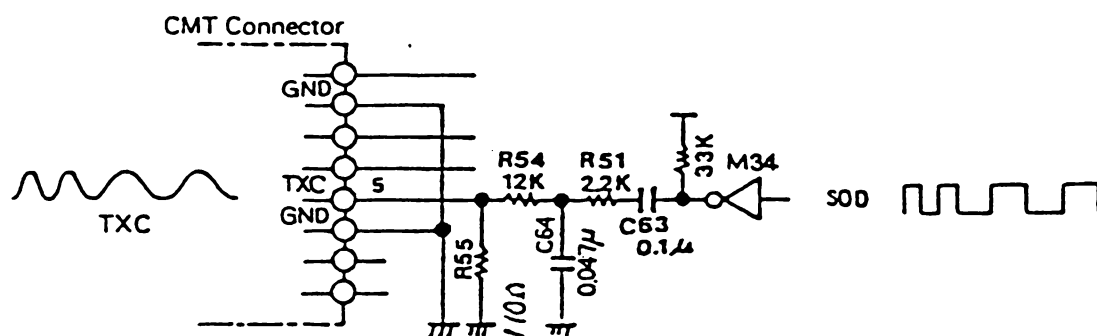 CMT Connector
GND
TXC
5
GND
TXC
R54
12K
R51
2.2K
33K
M34
SOD
C63
0.1μ
C64
0.047μ
R55
110Ω